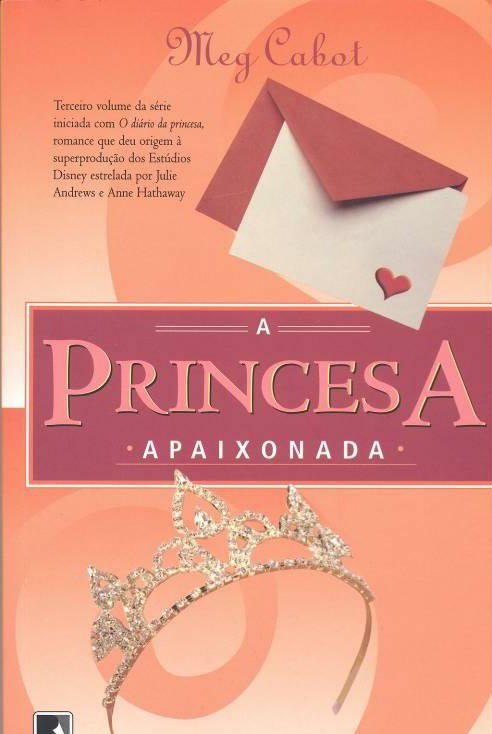 Meg Cabot
Terceiro volume da série
iniciada com O diário da princesa,
romance que deu origem à
superprodução dos Estúdios
Disney estrelada por Julie
Andrews e Anne Hathaway
A
PRINCESA
APAIXONADA